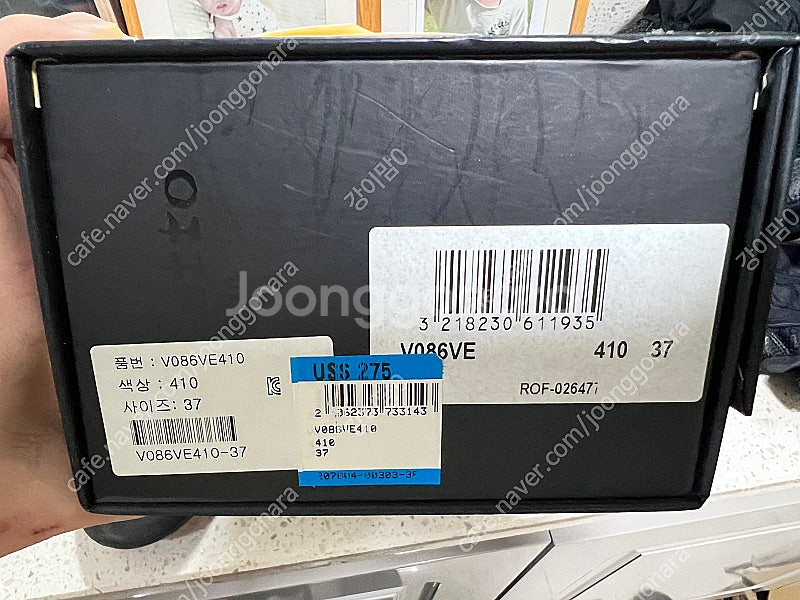 3 218230 611935
V086VE 410 37
ROF-026477
품번 : V086VE410
색상 : 410
사이즈: 37
V086VE410-37
US$ 275
V086VE410
410
37
Joonggonara
cafe.naver.com/joonggonara
강이맘0